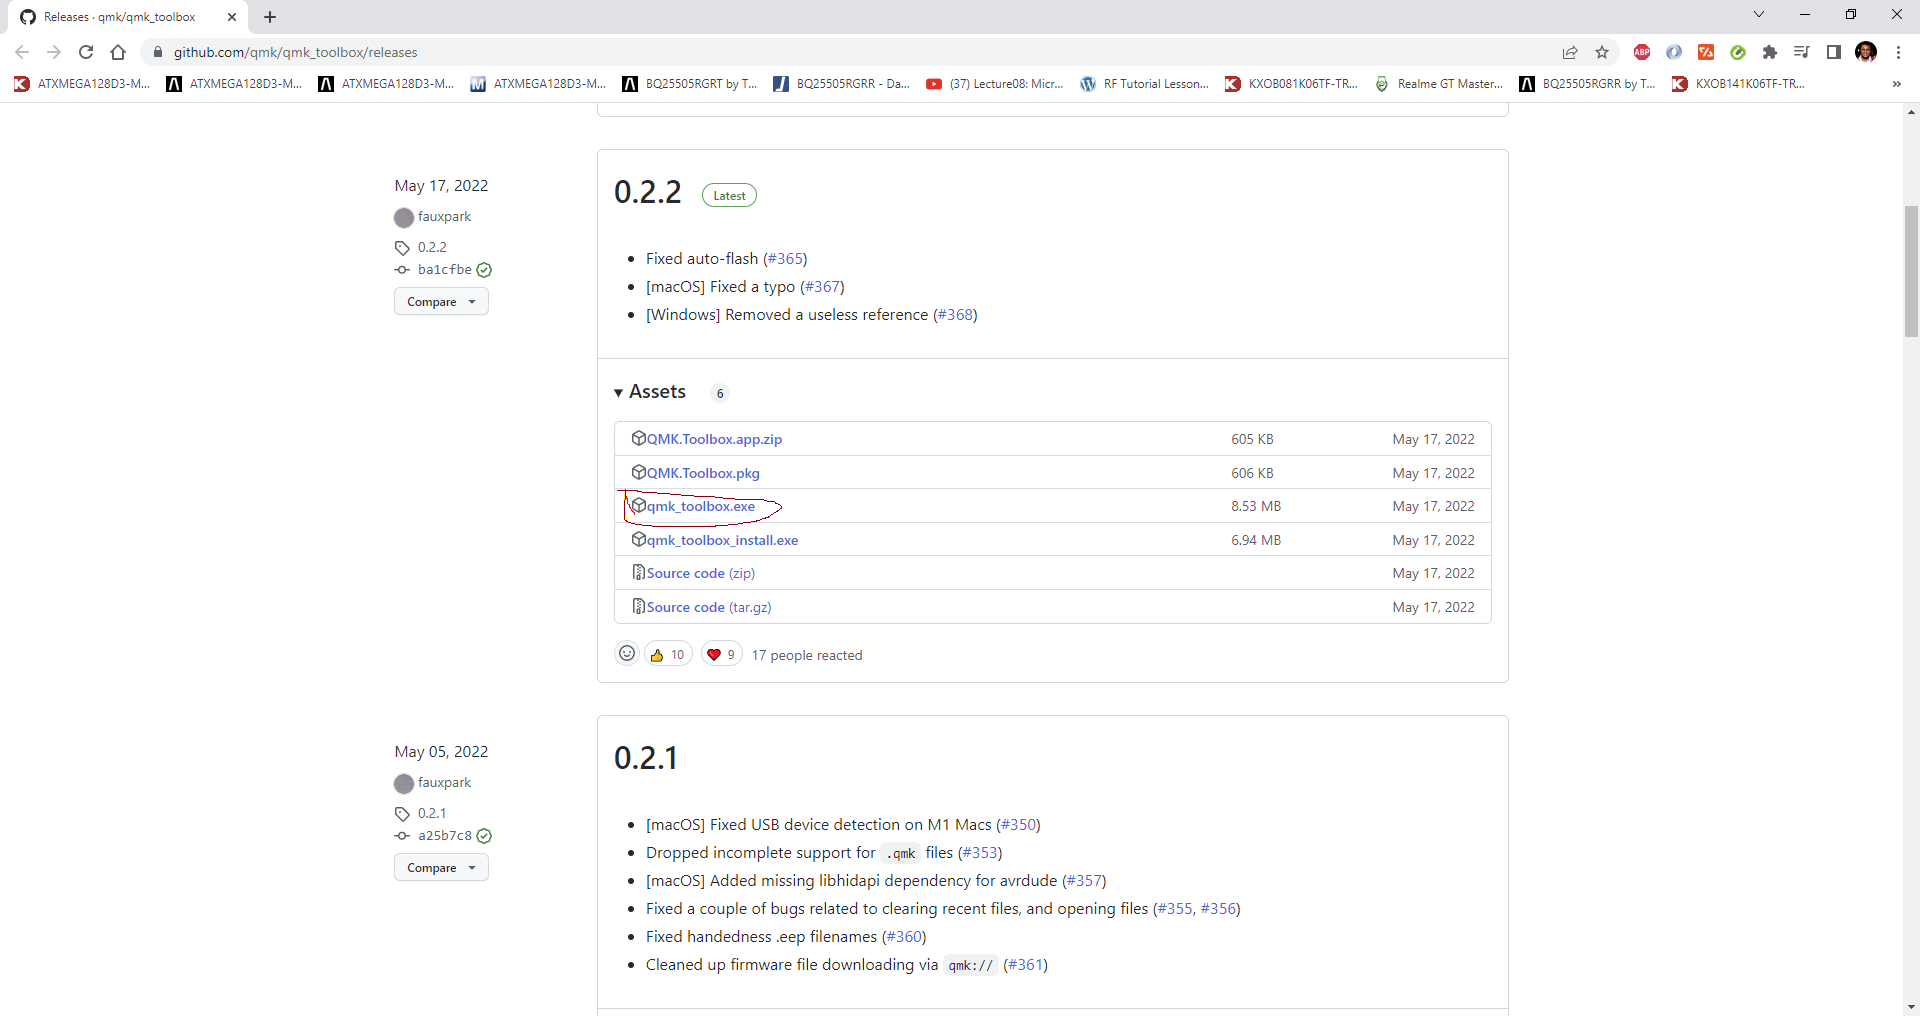 Releases · qmk/qmk_toolbox
github.com/qmk/qmk_toolbox/releases
ABP
ATXMEGA128D3-M... ATXMEGA128D3-M... ATXMEGA128D3-M... ATXMEGA128D3-M... BQ25505RGRT by T... BQ25505RGRR - Da... (37) Lecture08: Micr... RF Tutorial Lesson... KXOB081K06TF-TR... Realme GT Master... BQ25505RGRR by T... KXOB141K06TF-TR... »
May 17, 2022
fauxpark
0.2.2
ba1cfbe
Compare
0.2.2 Latest
Fixed auto-flash (#365)
[macOS] Fixed a typo (#367)
[Windows] Removed a useless reference (#368)
Assets 6
QMK.Toolbox.app.zip 605 KB May 17, 2022
QMK.Toolbox.pkg 606 KB May 17, 2022
qmk_toolbox.exe 8.53 MB May 17, 2022
qmk_toolbox_install.exe 6.94 MB May 17, 2022
Source code (zip) May 17, 2022
Source code (tar.gz) May 17, 2022
10 9 17 people reacted
May 05, 2022
fauxpark
0.2.1
a25b7c8
Compare
0.2.1
[macOS] Fixed USB device detection on M1 Macs (#350)
Dropped incomplete support for .qmk files (#353)
[macOS] Added missing libhidapi dependency for avrdude (#357)
Fixed a couple of bugs related to clearing recent files, and opening files (#355, #356)
Fixed handedness .eep filenames (#360)
Cleaned up firmware file downloading via qmk:// (#361)